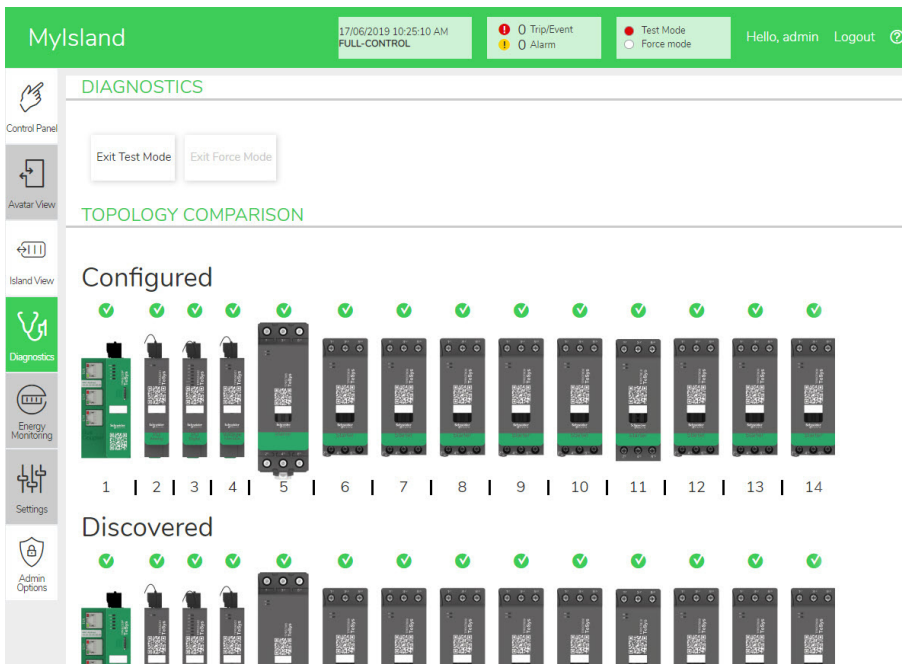 MyIsland
17/06/2019 10:25:10 AM
FULL-CONTROL
0 Trip/Event
0 Alarm
Test Mode
Force mode
Hello, admin
Logout
Control Panel
Avatar View
Island View
Diagnostics
Energy
Monitoring
Settings
Admin
Options
DIAGNOSTICS
Exit Test Mode
Exit Force Mode
TOPOLOGY COMPARISON
Configured
1 | 2 | 3 | 4 | 5 | 6 | 7 | 8 | 9 | 10 | 11 | 12 | 13 | 14
Discovered